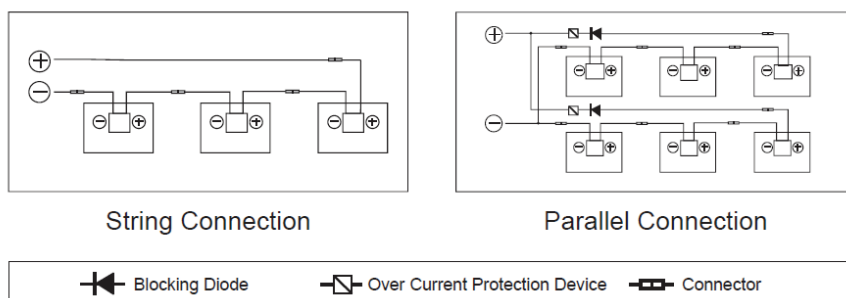 String Connection
Parallel Connection
Blocking Diode
Over Current Protection Device
Connector